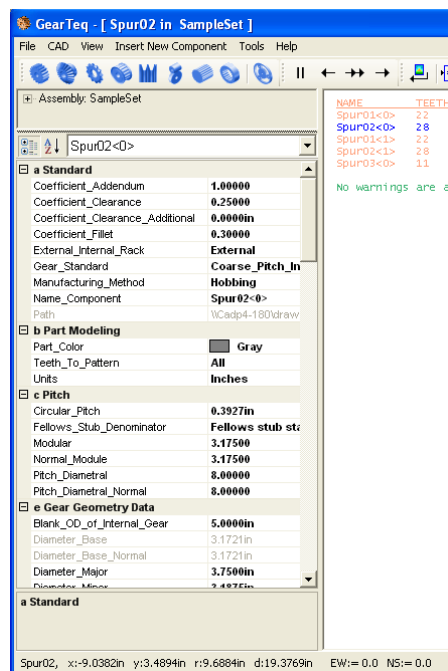 GearTeq - [ Spur02 in SampleSet ]
File CAD View Insert New Component Tools Help
Assembly: SampleSet
Spur02<0>
a Standard
Coefficient_Addendum 1.00000
Coefficient_Clearance 0.25000
Coefficient_Clearance_Additional 0.0000in
Coefficient_Fillet 0.30000
External_Internal_Rack External
Gear_Standard Coarse_Pitch_In
Manufacturing_Method Hobbing
Name_Component Spur02<0>
Path \\Cadp4-180\draw
b Part Modeling
Part_Color Gray
Teeth_To_Pattern All
Units Inches
c Pitch
Circular_Pitch 0.3927in
Fellows_Stub_Denominator Fellows stub sta
Modular 3.17500
Normal_Module 3.17500
Pitch_Diametral 8.00000
Pitch_Diametral_Normal 8.00000
e Gear Geometry Data
Blank_OD_of_Internal_Gear 5.0000in
Diameter_Base 3.1721in
Diameter_Base_Normal 3.1721in
Diameter_Major 3.7500in
Diameter_Minor 3.1875in
a Standard
NAME TEETH
Spur01<0> 22
Spur02<0> 28
Spur01<1> 22
Spur02<1> 28
Spur03<0> 11
No warnings are a
Spur02, x:-9.0382in y:3.4894in r:9.6884in d:19.3769in EW:= 0.0 NS:= 0.0